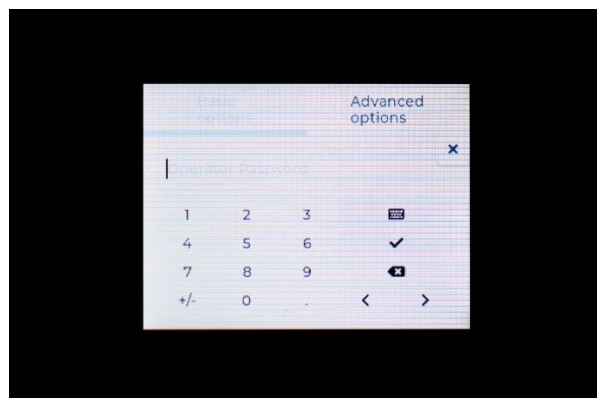 Basic
options
Advanced
options
Operator Password
1 2 3
4 5 6
7 8 9
+/- 0 .